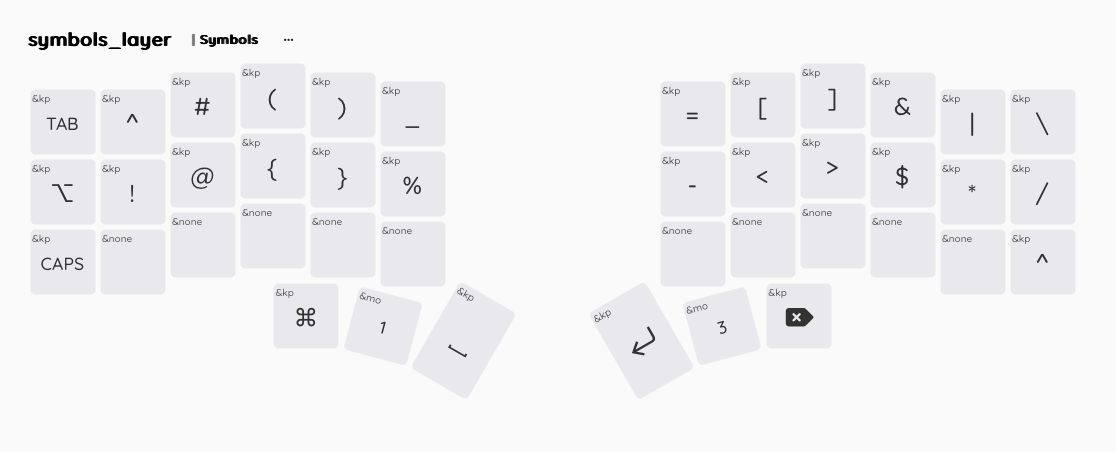 symbols_layer | Symbols ...
&kp &kp &kp &kp &kp &kp &kp &kp &kp &kp &kp &kp
TAB ^ # ( ) _ = [ ] & | \
&kp &kp &kp &kp &kp &kp &kp &kp &kp &kp &kp &kp
⌥ ! @ { } % - < > $ * /
&kp &none &none &none &none &none &none &none &none &none &none &kp
CAPS ^
&kp &mo &kp &kp &mo &kp
⌘ 1 ⎵ ↵ 3 ⌦